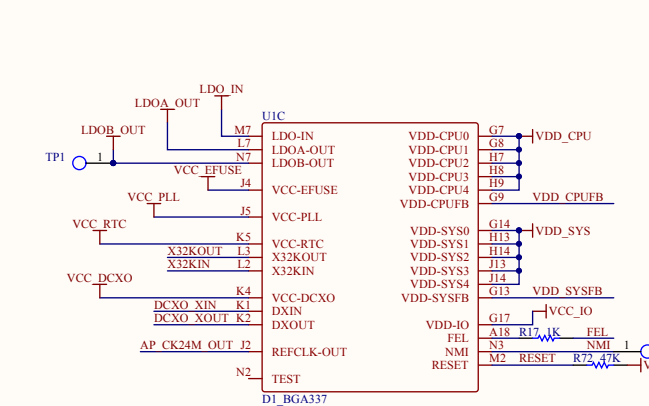 LDO_IN
LDOA_OUT
U1C
LDOB_OUT
M7 LDO-IN VDD-CPU0 G7 VDD_CPU
L7 LDOA-OUT VDD-CPU1 G8
TP1 1 N7 LDOB-OUT VDD-CPU2 H7
VCC_EFUSE VDD-CPU3 H8
J4 VCC-EFUSE VDD-CPU4 H9
VCC_PLL VDD-CPUFB G9 VDD_CPUFB
J5 VCC-PLL
VCC_RTC VDD-SYS0 G14 VDD_SYS
K5 VCC-RTC VDD-SYS1 H13
X32KOUT L3 X32KOUT VDD-SYS2 H14
X32KIN L2 X32KIN VDD-SYS3 J13
VCC_DCXO VDD-SYS4 J14
K4 VCC-DCXO VDD-SYSFB G13 VDD_SYSFB
DCXO_XIN K1 DXIN VCC_IO
DCXO_XOUT K2 DXOUT VDD-IO G17
FEL A18 R17 1K FEL
AP_CK24M_OUT J2 REFCLK-OUT NMI N3 NMI 1
RESET M2 RESET R72 47K V
N2 TEST
D1_BGA337